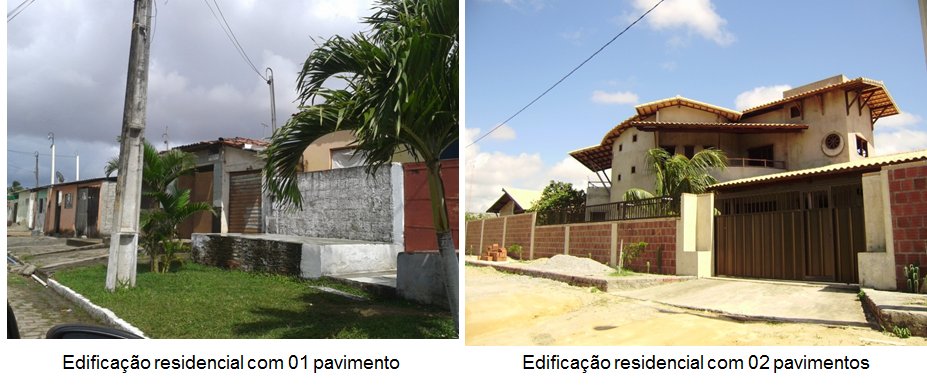 Edificação residencial com 01 pavimento
Edificação residencial com 02 pavimentos